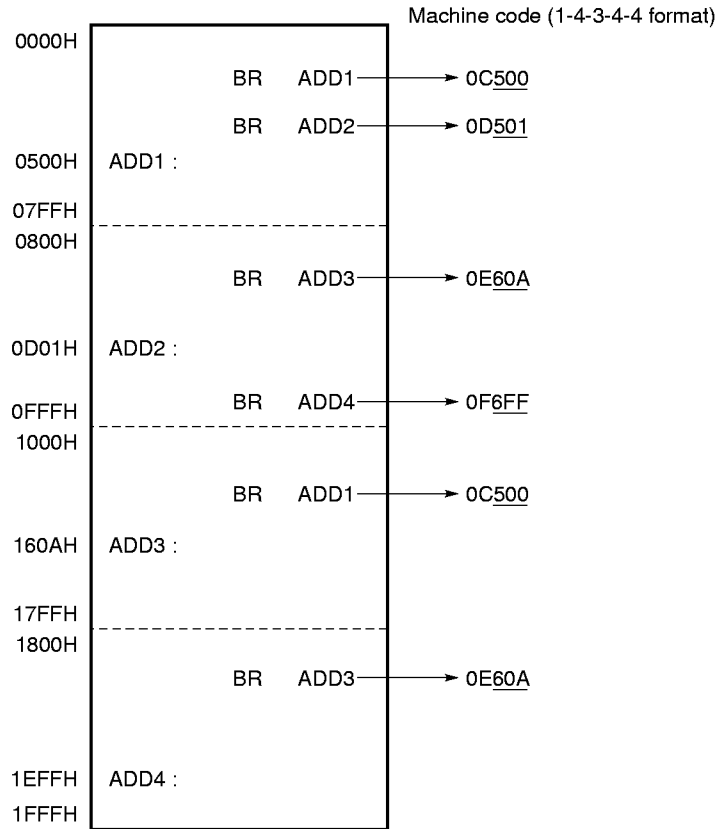 Machine code (1-4-3-4-4 format)
0000H
BR ADD1 0C500
BR ADD2 0D501
0500H ADD1 :
07FFH
0800H
BR ADD3 0E60A
0D01H ADD2 :
BR ADD4 0F6FF
0FFFH
1000H
BR ADD1 0C500
160AH ADD3 :
17FFH
1800H
BR ADD3 0E60A
1EFFH ADD4 :
1FFFH